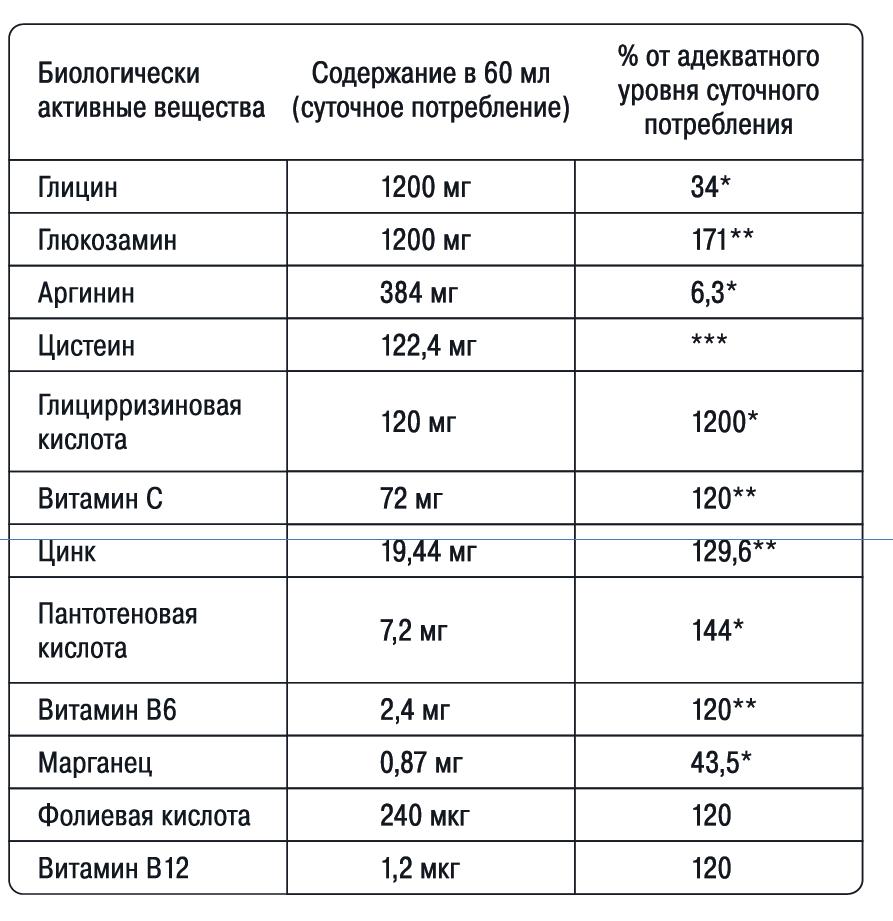 Биологически
активные вещества
Содержание в 60 мл
(суточное потребление)
% от адекватного
уровня суточного
потребления
Глицин 1200 мг 34*
Глюкозамин 1200 мг 171**
Аргинин 384 мг 6,3*
Цистеин 122,4 мг ***
Глицирризиновая
кислота 120 мг 1200*
Витамин С 72 мг 120**
Цинк 19,44 мг 129,6**
Пантотеновая
кислота 7,2 мг 144*
Витамин В6 2,4 мг 120**
Марганец 0,87 мг 43,5*
Фолиевая кислота 240 мкг 120
Витамин В12 1,2 мкг 120